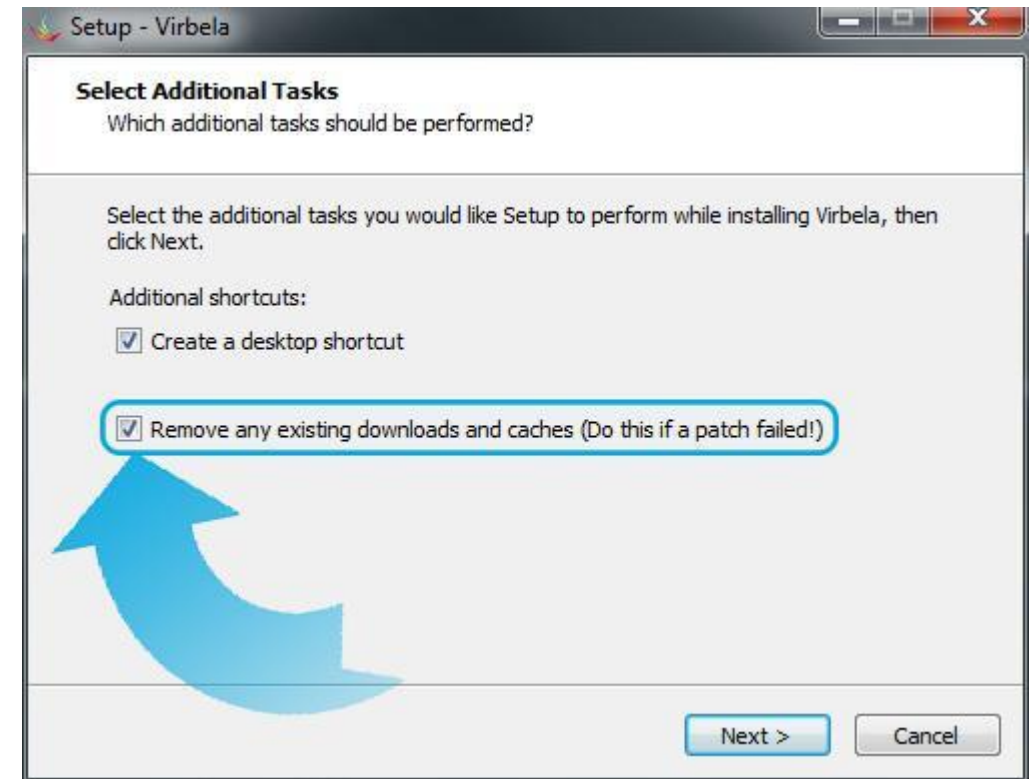 Setup - Virbela
Select Additional Tasks
Which additional tasks should be performed?
Select the additional tasks you would like Setup to perform while installing Virbela, then
click Next.
Additional shortcuts:
Create a desktop shortcut
Remove any existing downloads and caches (Do this if a patch failed!)
Next >
Cancel